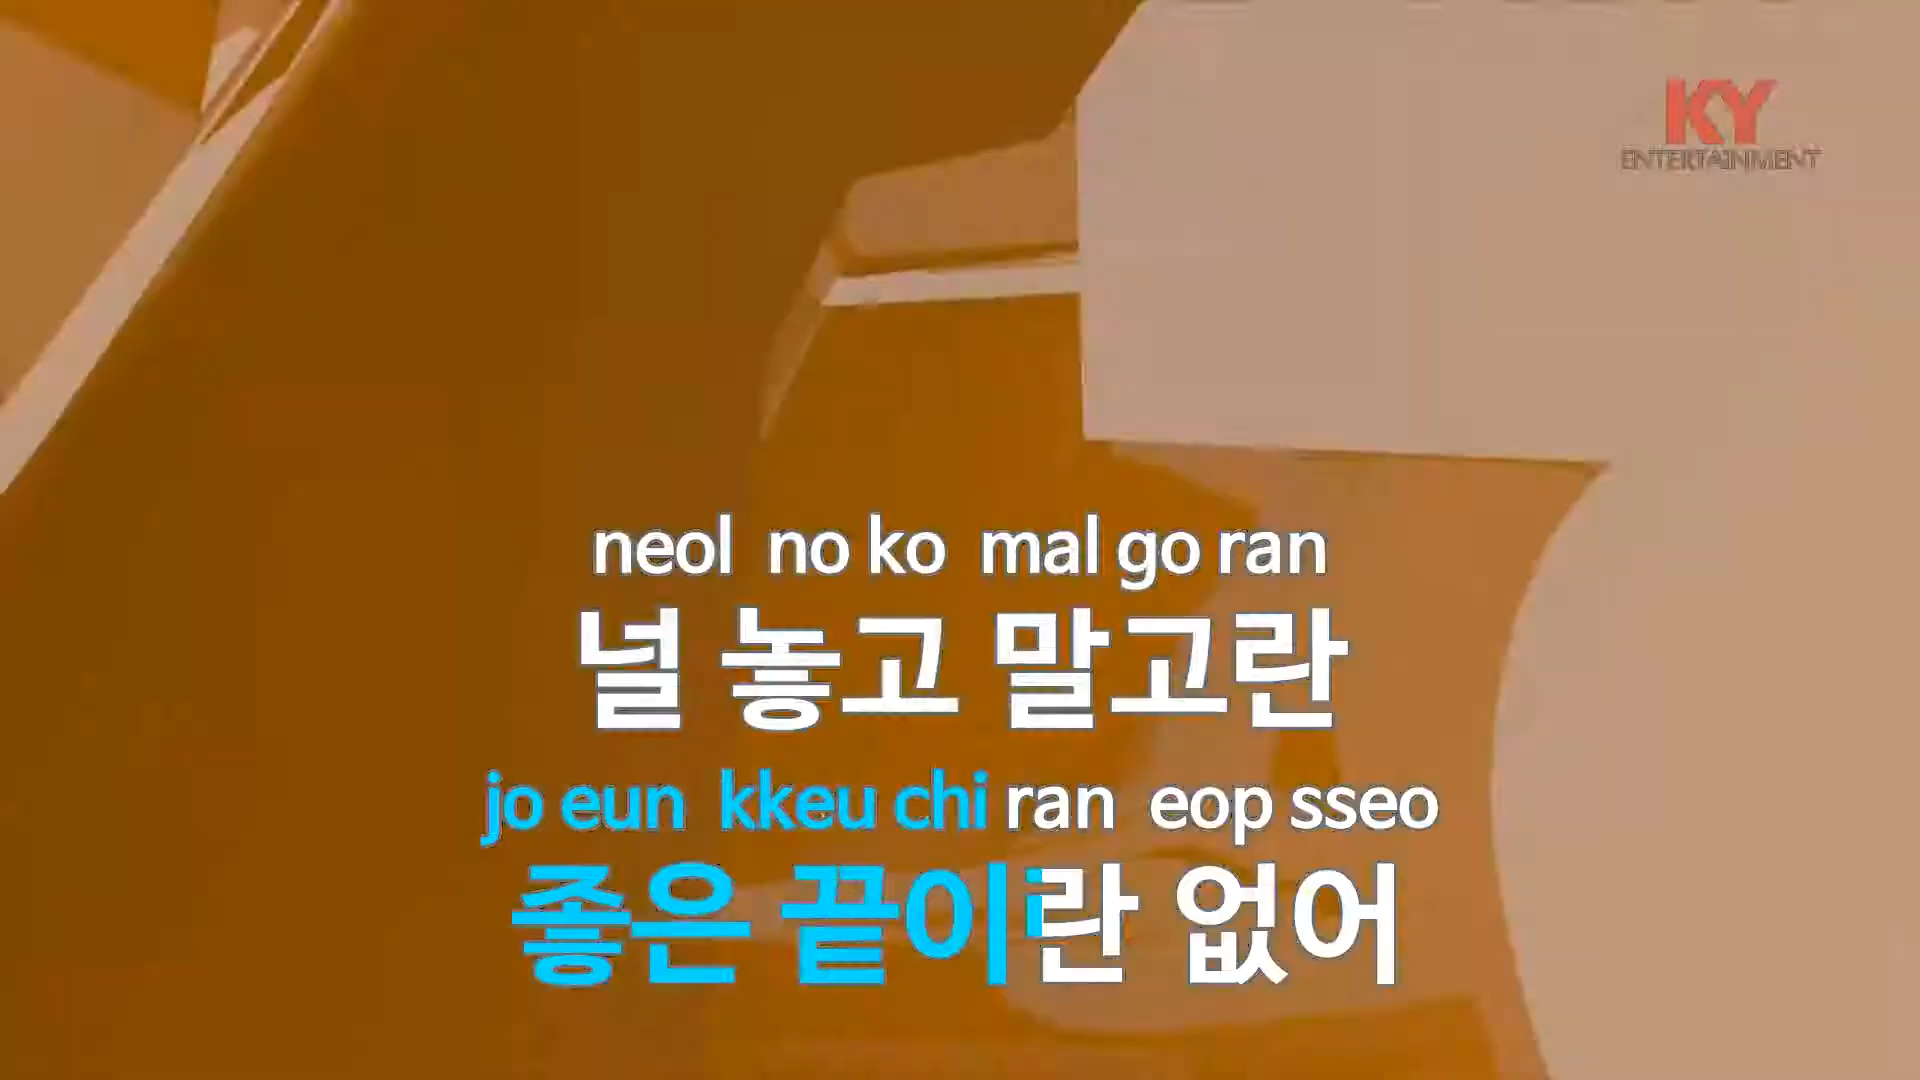 KY
ENTERTAINMENT
neol no ko mal go ran
널 놓고 말고란
jo eun kkeu chi ran eop sseo
좋은 끝이란 없어